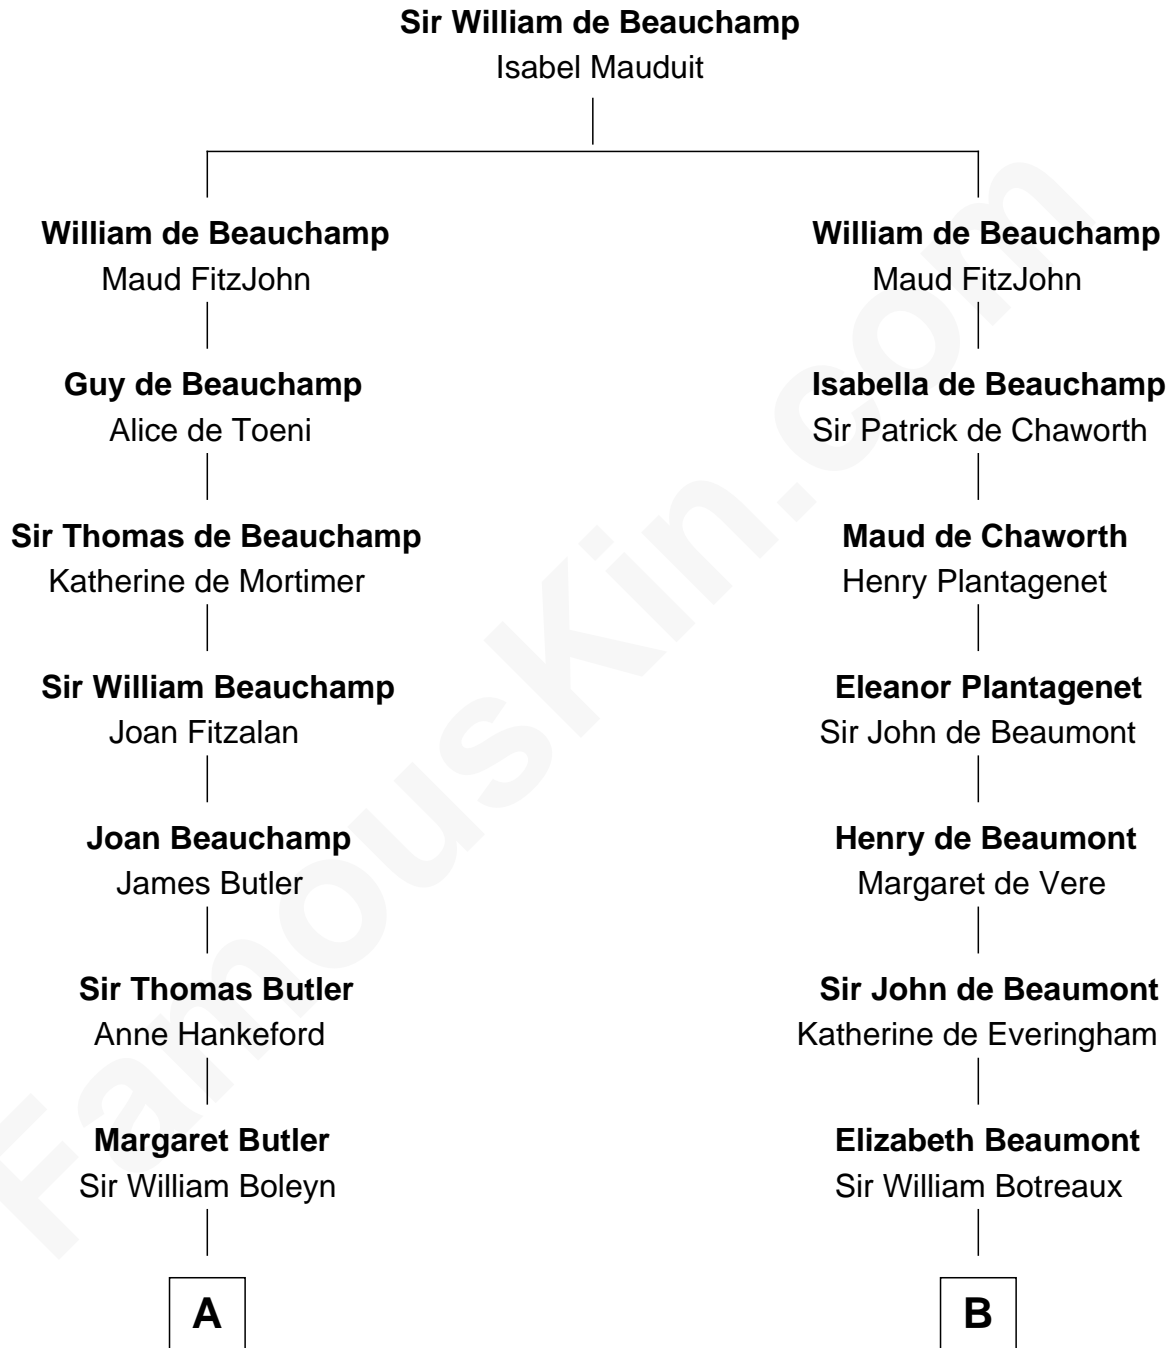 Sir William de Beauchamp
Isabel Mauduit
William de Beauchamp
Maud FitzJohn
William de Beauchamp
Maud FitzJohn
Guy de Beauchamp
Alice de Toeni
Isabella de Beauchamp
Sir Patrick de Chaworth
Sir Thomas de Beauchamp
Katherine de Mortimer
Maud de Chaworth
Henry Plantagenet
Sir William Beauchamp
Joan Fitzalan
Eleanor Plantagenet
Sir John de Beaumont
Joan Beauchamp
James Butler
Henry de Beaumont
Margaret de Vere
Sir Thomas Butler
Anne Hankeford
Sir John de Beaumont
Katherine de Everingham
Margaret Butler
Sir William Boleyn
Elizabeth Beaumont
Sir William Botreaux
A
B
FamousKin.com